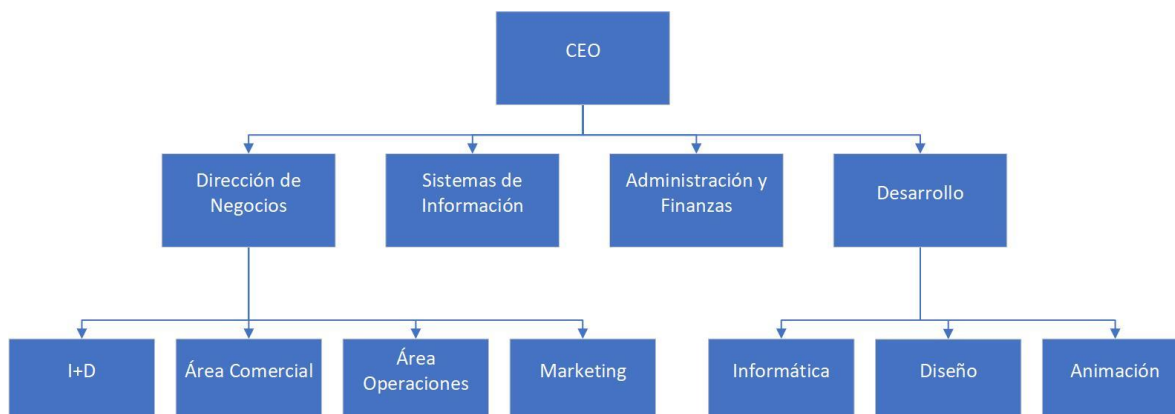 CEO
Dirección de
Negocios
Sistemas de
Información
Administración y
Finanzas
Desarrollo
I+D
Área Comercial
Área
Operaciones
Marketing
Informática
Diseño
Animación